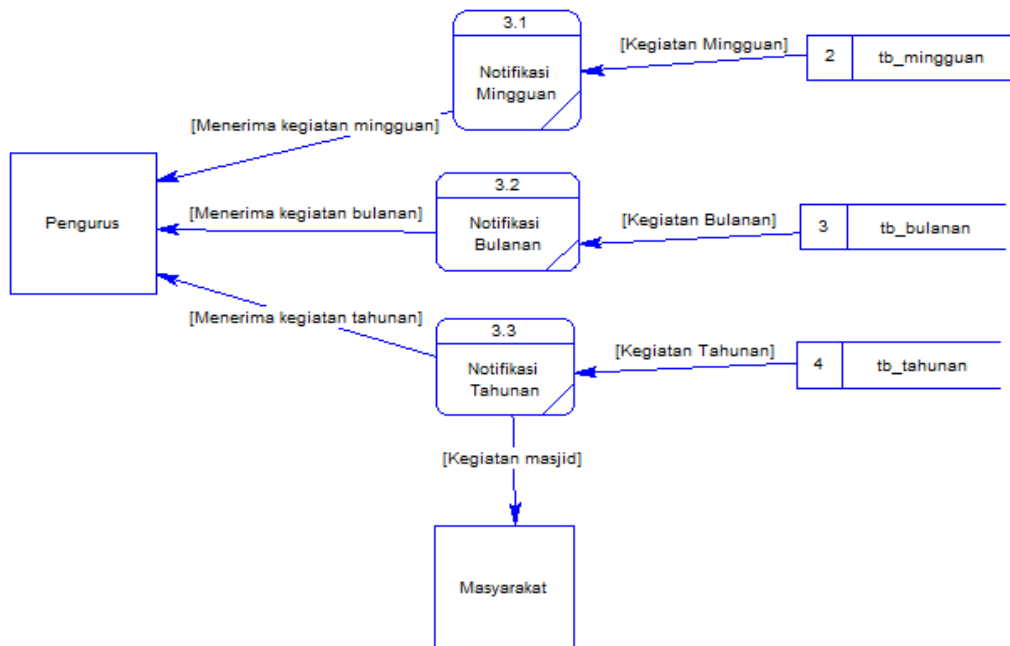 3.1
[Kegiatan Mingguan]
2
tb_mingguan
Notifikasi
Mingguan
[Menerima kegiatan mingguan]
3.2
Pengurus
[Menerima kegiatan bulanan]
Notifikasi
Bulanan
[Kegiatan Bulanan]
3
tb_bulanan
[Menerima kegiatan tahunan]
3.3
Notifikasi
Tahunan
[Kegiatan Tahunan]
4
tb_tahunan
[Kegiatan masjid]
Masyarakat